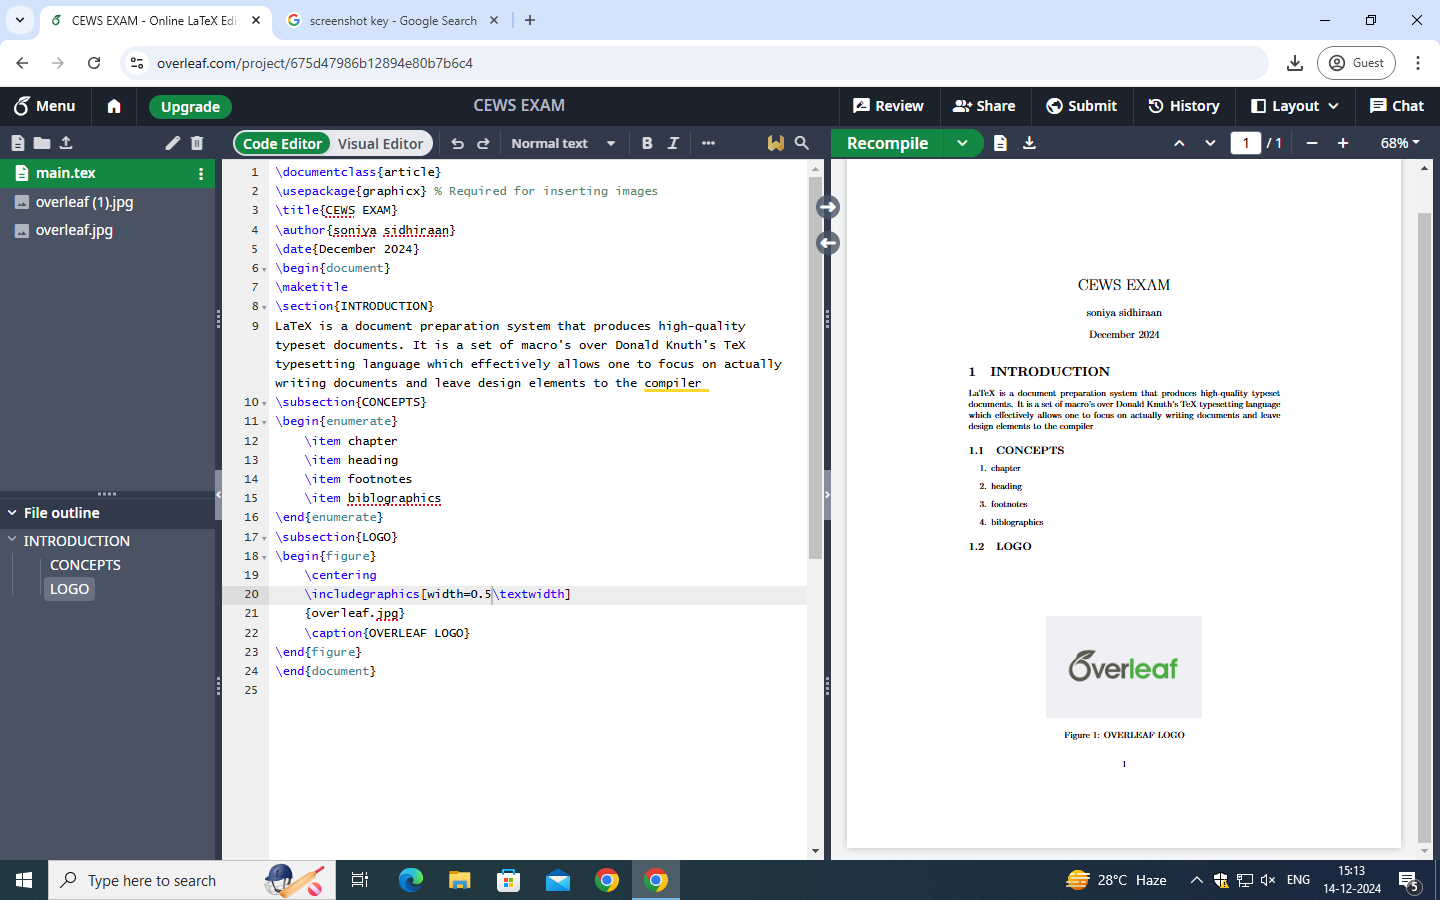 CEWS EXAM - Online LaTeX Edi
screenshot key - Google Search
overleaf.com/project/675d47986b12894e80b7b6c4
Guest
Menu
Upgrade
CEWS EXAM
Review
Share
Submit
History
Layout
Chat
Code Editor
Visual Editor
Normal text
B I
Recompile
1 / 1
68%
main.tex
overleaf (1).jpg
overleaf.jpg
File outline
INTRODUCTION
CONCEPTS
LOGO
1 \documentclass{article}
2 \usepackage{graphicx} % Required for inserting images
3 \title{CEWS EXAM}
4 \author{soniya sidhiraan}
5 \date{December 2024}
6 \begin{document}
7 \maketitle
8 \section{INTRODUCTION}
9 LaTeX is a document preparation system that produces high-quality
typeset documents. It is a set of macro's over Donald Knuth's TeX
typesetting language which effectively allows one to focus on actually
writing documents and leave design elements to the compiler
10 \subsection{CONCEPTS}
11 \begin{enumerate}
12 \item chapter
13 \item heading
14 \item footnotes
15 \item biblographics
16 \end{enumerate}
17 \subsection{LOGO}
18 \begin{figure}
19 \centering
20 \includegraphics[width=0.5\textwidth]
21 {overleaf.jpg}
22 \caption{OVERLEAF LOGO}
23 \end{figure}
24 \end{document}
25
CEWS EXAM
soniya sidhiraan
December 2024
1 INTRODUCTION
LaTeX is a document preparation system that produces high-quality typeset
documents. It is a set of macro's over Donald Knuth's TeX typesetting language
which effectively allows one to focus on actually writing documents and leave
design elements to the compiler
1.1 CONCEPTS
1. chapter
2. heading
3. footnotes
4. biblographics
1.2 LOGO
Overleaf
Figure 1: OVERLEAF LOGO
1
Type here to search
28°C Haze
ENG
15:13
14-12-2024
5